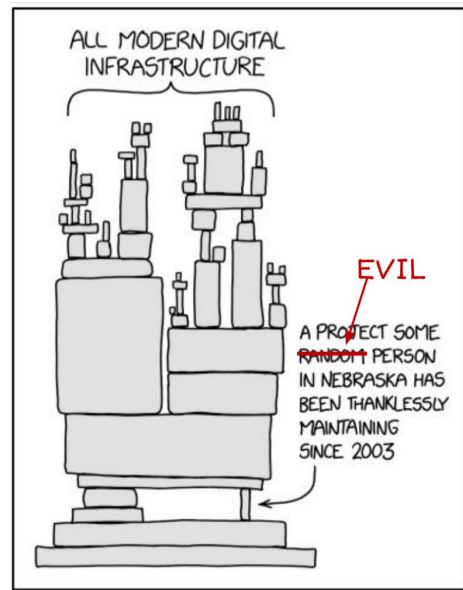 ALL MODERN DIGITAL
INFRASTRUCTURE
EVIL
A PROJECT SOME
RANDOM PERSON
IN NEBRASKA HAS
BEEN THANKLESSLY
MAINTAINING
SINCE 2003